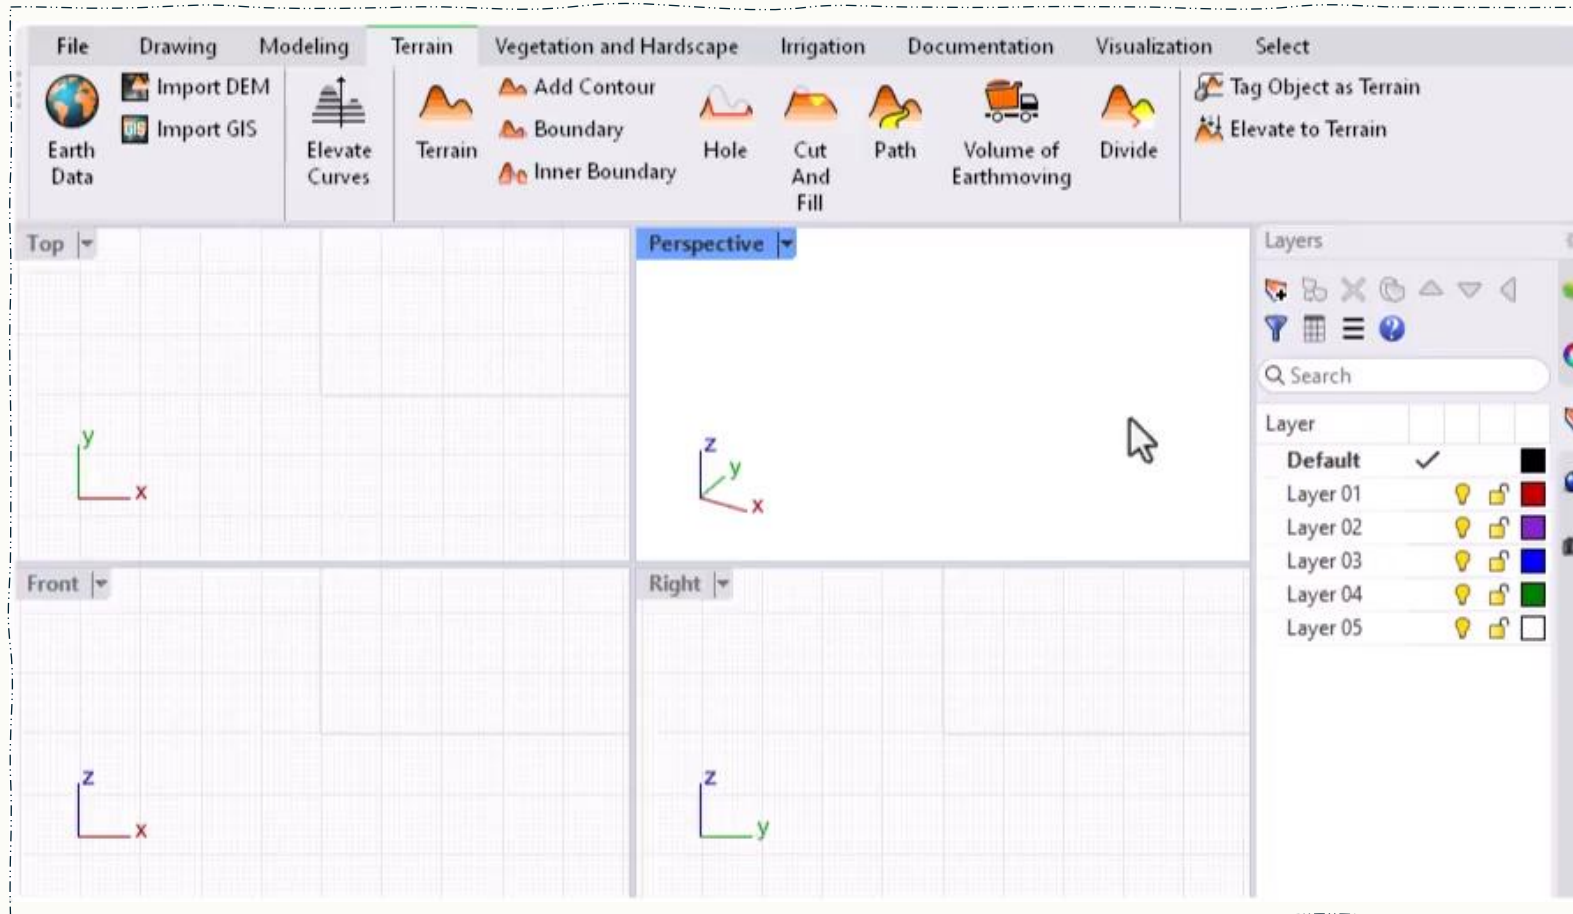 File Drawing Modeling Terrain Vegetation and Hardscape Irrigation Documentation Visualization Select
Earth
Data
Import DEM
GIS Import GIS
Elevate
Curves
Terrain
Add Contour
Boundary
Inner Boundary
Hole
Cut
And
Fill
Path
Volume of
Earthmoving
Divide
Tag Object as Terrain
Elevate to Terrain
Top
y
x
Perspective
z
y
x
Front
z
x
Right
z
y
Layers
?
Search
Layer
Default
Layer 01
Layer 02
Layer 03
Layer 04
Layer 05